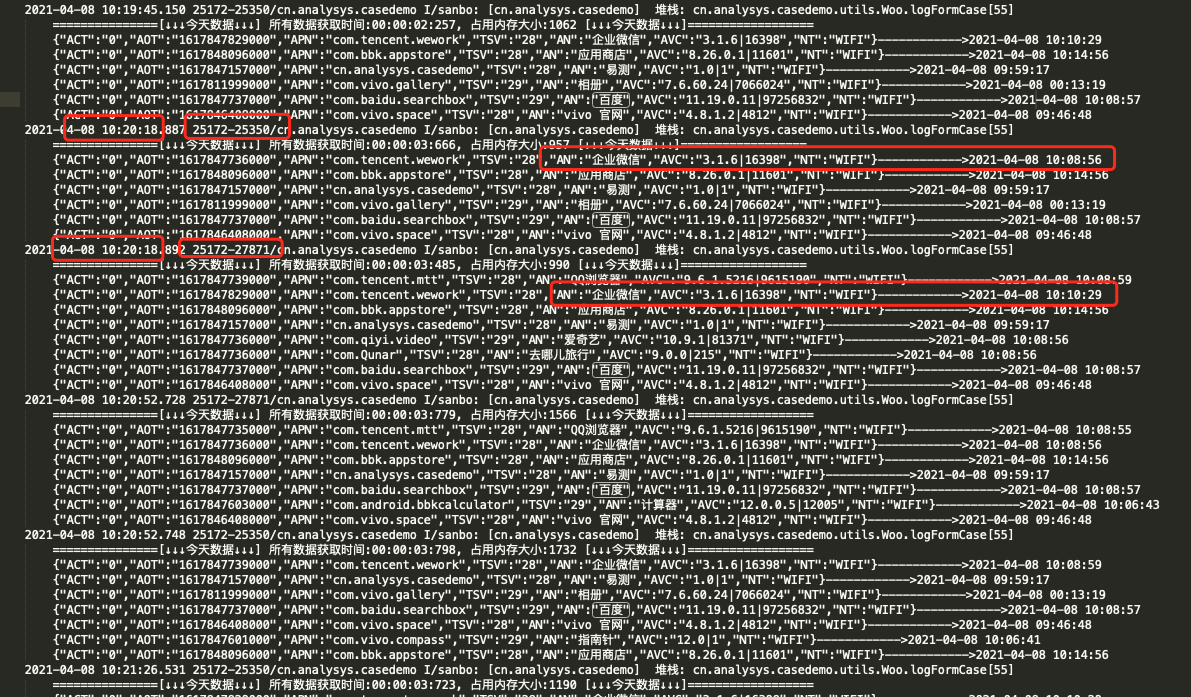 2021-04-08 10:19:45.150 25172-25350/cn.analysys.casedemo I/sanbo: [cn.analysys.casedemo]  堆栈: cn.analysys.casedemo.utils.Woo.logFormCase[55]
===============[↓↓↓今天数据↓↓↓] 所有数据获取时间:00:00:02:257, 占用内存大小:1062 [↓↓↓今天数据↓↓↓]==================
{"ACT":"0","AOT":"1617847829000","APN":"com.tencent.wework","TSV":"28","AN":"企业微信","AVC":"3.1.6|16398","NT":"WIFI"}———————————>2021-04-08 10:10:29
{"ACT":"0","AOT":"1617848096000","APN":"com.bbk.appstore","TSV":"28","AN":"应用商店","AVC":"8.26.0.1|11601","NT":"WIFI"}———————————>2021-04-08 10:14:56
{"ACT":"0","AOT":"1617847157000","APN":"cn.analysys.casedemo","TSV":"28","AN":"易测","AVC":"1.0|1","NT":"WIFI"}———————————>2021-04-08 09:59:17
{"ACT":"0","AOT":"1617811999000","APN":"com.vivo.gallery","TSV":"29","AN":"相册","AVC":"7.6.60.24|7066024","NT":"WIFI"}———————————>2021-04-08 00:13:19
{"ACT":"0","AOT":"1617847737000","APN":"com.baidu.searchbox","TSV":"29","AN":"百度","AVC":"11.19.0.11|97256832","NT":"WIFI"}———————————>2021-04-08 10:08:57
{"ACT":"0","AOT":"1617846408000","APN":"com.vivo.space","TSV":"28","AN":"vivo 官网","AVC":"4.8.1.2|4812","NT":"WIFI"}———————————>2021-04-08 09:46:48
2021-04-08 10:20:18.887 25172-25350/cn.analysys.casedemo I/sanbo: [cn.analysys.casedemo]  堆栈: cn.analysys.casedemo.utils.Woo.logFormCase[55]
===============[↓↓↓今天数据↓↓↓] 所有数据获取时间:00:00:03:666, 占用内存大小:957 [↓↓↓今天数据↓↓↓]==================
{"ACT":"0","AOT":"1617847736000","APN":"com.tencent.wework","TSV":"28","AN":"企业微信","AVC":"3.1.6|16398","NT":"WIFI"}———————————>2021-04-08 10:08:56
{"ACT":"0","AOT":"1617848096000","APN":"com.bbk.appstore","TSV":"28","AN":"应用商店","AVC":"8.26.0.1|11601","NT":"WIFI"}———————————>2021-04-08 10:14:56
{"ACT":"0","AOT":"1617847157000","APN":"cn.analysys.casedemo","TSV":"28","AN":"易测","AVC":"1.0|1","NT":"WIFI"}———————————>2021-04-08 09:59:17
{"ACT":"0","AOT":"1617811999000","APN":"com.vivo.gallery","TSV":"29","AN":"相册","AVC":"7.6.60.24|7066024","NT":"WIFI"}———————————>2021-04-08 00:13:19
{"ACT":"0","AOT":"1617847737000","APN":"com.baidu.searchbox","TSV":"29","AN":"百度","AVC":"11.19.0.11|97256832","NT":"WIFI"}———————————>2021-04-08 10:08:57
{"ACT":"0","AOT":"1617846408000","APN":"com.vivo.space","TSV":"28","AN":"vivo 官网","AVC":"4.8.1.2|4812","NT":"WIFI"}———————————>2021-04-08 09:46:48
2021-04-08 10:20:18.892 25172-27871/cn.analysys.casedemo I/sanbo: [cn.analysys.casedemo]  堆栈: cn.analysys.casedemo.utils.Woo.logFormCase[55]
===============[↓↓↓今天数据↓↓↓] 所有数据获取时间:00:00:03:485, 占用内存大小:990 [↓↓↓今天数据↓↓↓]==================
{"ACT":"0","AOT":"1617847739000","APN":"com.tencent.mtt","TSV":"28","AN":"QQ浏览器","AVC":"9.6.1.5216|9615190","NT":"WIFI"}———————————>2021-04-08 10:08:59
{"ACT":"0","AOT":"1617847829000","APN":"com.tencent.wework","TSV":"28","AN":"企业微信","AVC":"3.1.6|16398","NT":"WIFI"}———————————>2021-04-08 10:10:29
{"ACT":"0","AOT":"1617848096000","APN":"com.bbk.appstore","TSV":"28","AN":"应用商店","AVC":"8.26.0.1|11601","NT":"WIFI"}———————————>2021-04-08 10:14:56
{"ACT":"0","AOT":"1617847157000","APN":"cn.analysys.casedemo","TSV":"28","AN":"易测","AVC":"1.0|1","NT":"WIFI"}———————————>2021-04-08 09:59:17
{"ACT":"0","AOT":"1617847736000","APN":"com.qiyi.video","TSV":"29","AN":"爱奇艺","AVC":"10.9.1|81371","NT":"WIFI"}———————————>2021-04-08 10:08:56
{"ACT":"0","AOT":"1617847736000","APN":"com.Qunar","TSV":"28","AN":"去哪儿旅行","AVC":"9.0.0|215","NT":"WIFI"}———————————>2021-04-08 10:08:56
{"ACT":"0","AOT":"1617847737000","APN":"com.baidu.searchbox","TSV":"29","AN":"百度","AVC":"11.19.0.11|97256832","NT":"WIFI"}———————————>2021-04-08 10:08:57
{"ACT":"0","AOT":"1617846408000","APN":"com.vivo.space","TSV":"28","AN":"vivo 官网","AVC":"4.8.1.2|4812","NT":"WIFI"}———————————>2021-04-08 09:46:48
2021-04-08 10:20:52.728 25172-27871/cn.analysys.casedemo I/sanbo: [cn.analysys.casedemo]  堆栈: cn.analysys.casedemo.utils.Woo.logFormCase[55]
===============[↓↓↓今天数据↓↓↓] 所有数据获取时间:00:00:03:779, 占用内存大小:1566 [↓↓↓今天数据↓↓↓]==================
{"ACT":"0","AOT":"1617847735000","APN":"com.tencent.mtt","TSV":"28","AN":"QQ浏览器","AVC":"9.6.1.5216|9615190","NT":"WIFI"}———————————>2021-04-08 10:08:55
{"ACT":"0","AOT":"1617847736000","APN":"com.tencent.wework","TSV":"28","AN":"企业微信","AVC":"3.1.6|16398","NT":"WIFI"}———————————>2021-04-08 10:08:56
{"ACT":"0","AOT":"1617848096000","APN":"com.bbk.appstore","TSV":"28","AN":"应用商店","AVC":"8.26.0.1|11601","NT":"WIFI"}———————————>2021-04-08 10:14:56
{"ACT":"0","AOT":"1617847157000","APN":"cn.analysys.casedemo","TSV":"28","AN":"易测","AVC":"1.0|1","NT":"WIFI"}———————————>2021-04-08 09:59:17
{"ACT":"0","AOT":"1617847737000","APN":"com.baidu.searchbox","TSV":"29","AN":"百度","AVC":"11.19.0.11|97256832","NT":"WIFI"}———————————>2021-04-08 10:08:57
{"ACT":"0","AOT":"1617847603000","APN":"com.android.bbkcalculator","TSV":"29","AN":"计算器","AVC":"12.0.0.5|12005","NT":"WIFI"}———————————>2021-04-08 10:06:43
{"ACT":"0","AOT":"1617846408000","APN":"com.vivo.space","TSV":"28","AN":"vivo 官网","AVC":"4.8.1.2|4812","NT":"WIFI"}———————————>2021-04-08 09:46:48
2021-04-08 10:20:52.748 25172-25350/cn.analysys.casedemo I/sanbo: [cn.analysys.casedemo]  堆栈: cn.analysys.casedemo.utils.Woo.logFormCase[55]
===============[↓↓↓今天数据↓↓↓] 所有数据获取时间:00:00:03:798, 占用内存大小:1732 [↓↓↓今天数据↓↓↓]==================
{"ACT":"0","AOT":"1617847739000","APN":"com.tencent.wework","TSV":"28","AN":"企业微信","AVC":"3.1.6|16398","NT":"WIFI"}———————————>2021-04-08 10:08:59
{"ACT":"0","AOT":"1617847157000","APN":"cn.analysys.casedemo","TSV":"28","AN":"易测","AVC":"1.0|1","NT":"WIFI"}———————————>2021-04-08 09:59:17
{"ACT":"0","AOT":"1617811999000","APN":"com.vivo.gallery","TSV":"29","AN":"相册","AVC":"7.6.60.24|7066024","NT":"WIFI"}———————————>2021-04-08 00:13:19
{"ACT":"0","AOT":"1617847737000","APN":"com.baidu.searchbox","TSV":"29","AN":"百度","AVC":"11.19.0.11|97256832","NT":"WIFI"}———————————>2021-04-08 10:08:57
{"ACT":"0","AOT":"1617846408000","APN":"com.vivo.space","TSV":"28","AN":"vivo 官网","AVC":"4.8.1.2|4812","NT":"WIFI"}———————————>2021-04-08 09:46:48
{"ACT":"0","AOT":"1617847601000","APN":"com.vivo.compass","TSV":"29","AN":"指南针","AVC":"12.0|1","NT":"WIFI"}———————————>2021-04-08 10:06:41
{"ACT":"0","AOT":"1617848096000","APN":"com.bbk.appstore","TSV":"28","AN":"应用商店","AVC":"8.26.0.1|11601","NT":"WIFI"}———————————>2021-04-08 10:14:56
2021-04-08 10:21:26.531 25172-25350/cn.analysys.casedemo I/sanbo: [cn.analysys.casedemo]  堆栈: cn.analysys.casedemo.utils.Woo.logFormCase[55]
===============[↓↓↓今天数据↓↓↓] 所有数据获取时间:00:00:03:723, 占用内存大小:1190 [↓↓↓今天数据↓↓↓]==================